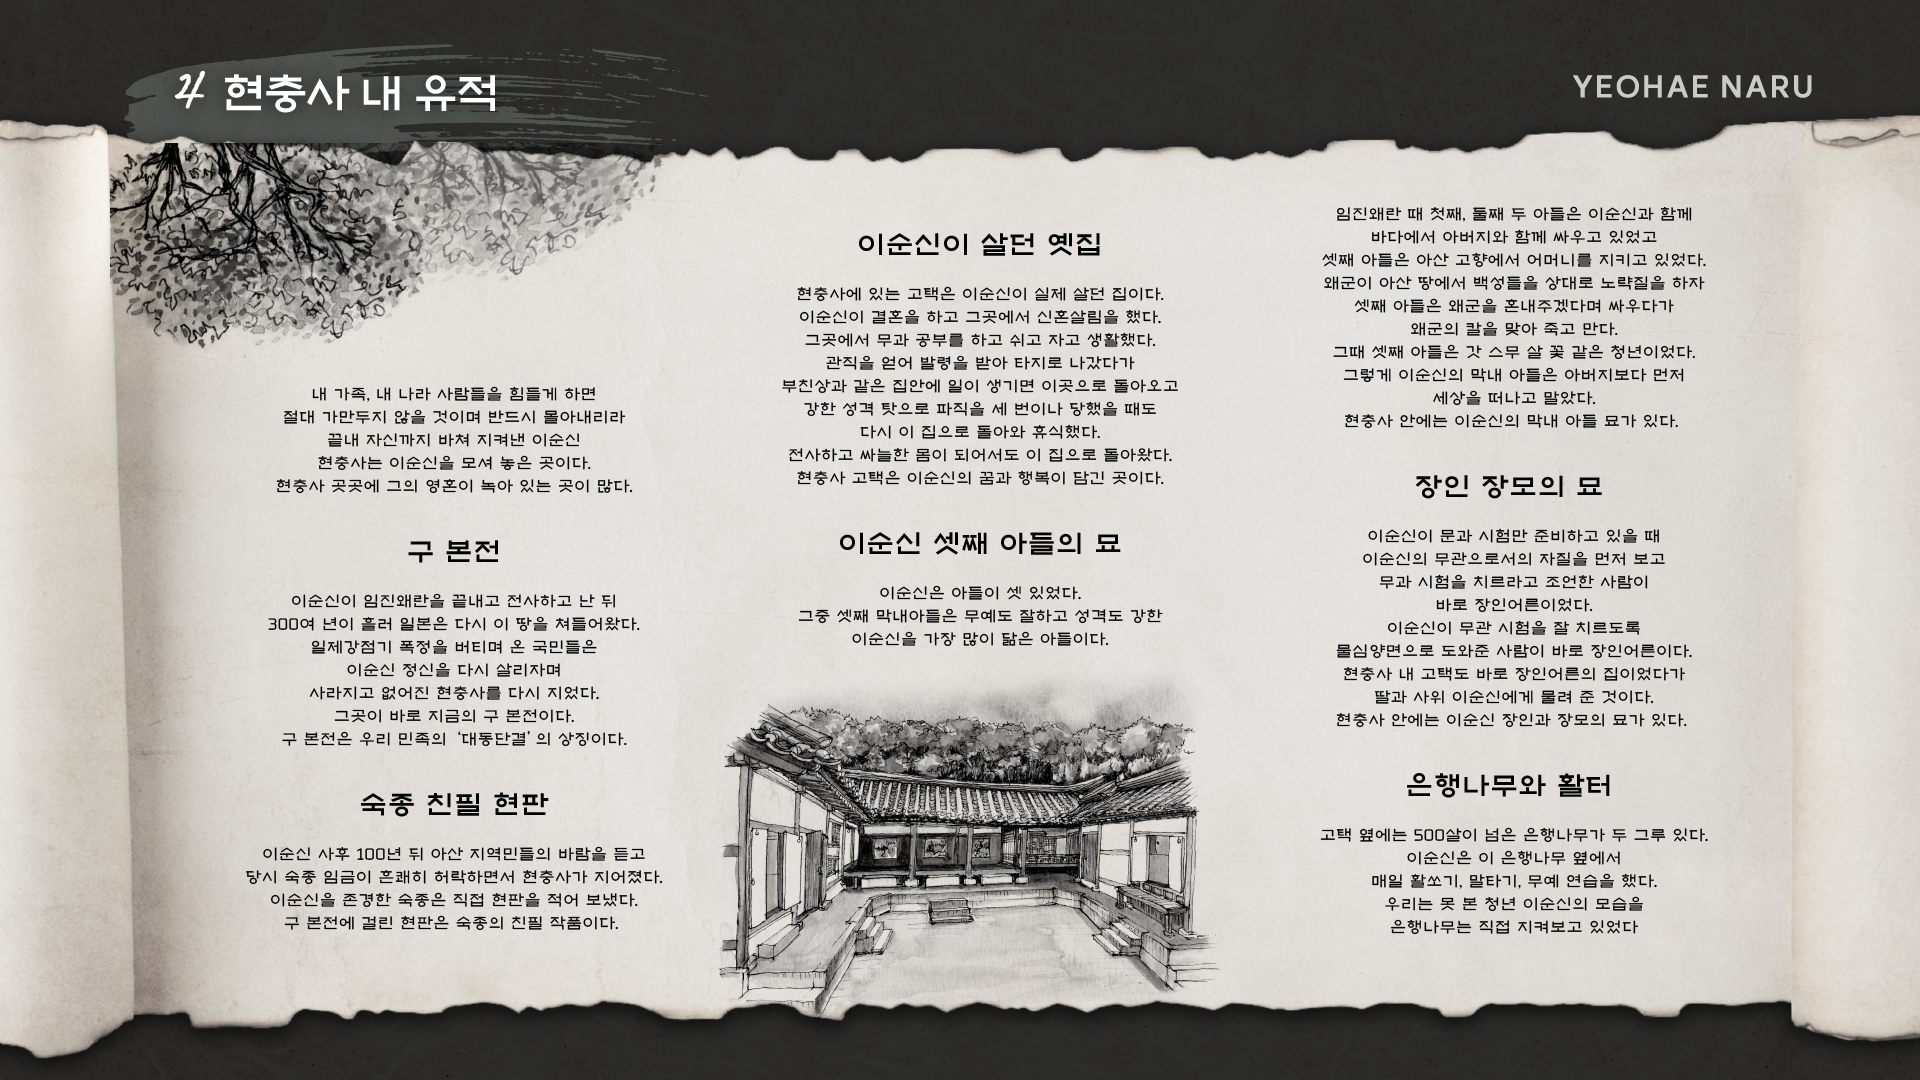 4 현충사 내 유적
YEOHAE NARU
내 가족, 내 나라 사람들을 힘들게 하면
절대 가만두지 않을 것이며 반드시 몰아내리라
끝내 자신까지 바쳐 지켜낸 이순신
현충사는 이순신을 모셔 놓은 곳이다.
현충사 곳곳에 그의 영혼이 녹아 있는 곳이 많다.
구 본전
이순신이 임진왜란을 끝내고 전사하고 난 뒤
300여 년이 흘러 일본은 다시 이 땅을 쳐들어왔다.
일제강점기 폭정을 버티며 온 국민들은
이순신 정신을 다시 살리자며
사라지고 없어진 현충사를 다시 지었다.
그곳이 바로 지금의 구 본전이다.
구 본전은 우리 민족의 ‘대동단결’의 상징이다.
숙종 친필 현판
이순신 사후 100년 뒤 아산 지역민들의 바람을 듣고
당시 숙종 임금이 흔쾌히 허락하면서 현충사가 지어졌다.
이순신을 존경한 숙종은 직접 현판을 적어 보냈다.
구 본전에 걸린 현판은 숙종의 친필 작품이다.
이순신이 살던 옛집
현충사에 있는 고택은 이순신이 실제 살던 집이다.
이순신이 결혼을 하고 그곳에서 신혼살림을 했다.
그곳에서 무과 공부를 하고 쉬고 자고 생활했다.
관직을 얻어 발령을 받아 타지로 나갔다가
부친상과 같은 집안에 일이 생기면 이곳으로 돌아오고
강한 성격 탓으로 파직을 세 번이나 당했을 때도
다시 이 집으로 돌아와 휴식했다.
전사하고 싸늘한 몸이 되어서도 이 집으로 돌아왔다.
현충사 고택은 이순신의 꿈과 행복이 담긴 곳이다.
이순신 셋째 아들의 묘
이순신은 아들이 셋 있었다.
그중 셋째 막내아들은 무예도 잘하고 성격도 강한
이순신을 가장 많이 닮은 아들이다.
임진왜란 때 첫째, 둘째 두 아들은 이순신과 함께
바다에서 아버지와 함께 싸우고 있었고
셋째 아들은 아산 고향에서 어머니를 지키고 있었다.
왜군이 아산 땅에서 백성들을 상대로 노략질을 하자
셋째 아들은 왜군을 혼내주겠다며 싸우다가
왜군의 칼을 맞아 죽고 만다.
그때 셋째 아들은 갓 스무 살 꽃 같은 청년이었다.
그렇게 이순신의 막내 아들은 아버지보다 먼저
세상을 떠나고 말았다.
현충사 안에는 이순신의 막내 아들 묘가 있다.
장인 장모의 묘
이순신이 문과 시험만 준비하고 있을 때
이순신의 무관으로서의 자질을 먼저 보고
무과 시험을 치르라고 조언한 사람이
바로 장인어른이었다.
이순신이 무관 시험을 잘 치르도록
물심양면으로 도와준 사람이 바로 장인어른이다.
현충사 내 고택도 바로 장인어른의 집이었다가
딸과 사위 이순신에게 물려 준 것이다.
현충사 안에는 이순신 장인과 장모의 묘가 있다.
은행나무와 활터
고택 옆에는 500살이 넘은 은행나무가 두 그루 있다.
이순신은 이 은행나무 옆에서
매일 활쏘기, 말타기, 무예 연습을 했다.
우리는 못 본 청년 이순신의 모습을
은행나무는 직접 지켜보고 있었다